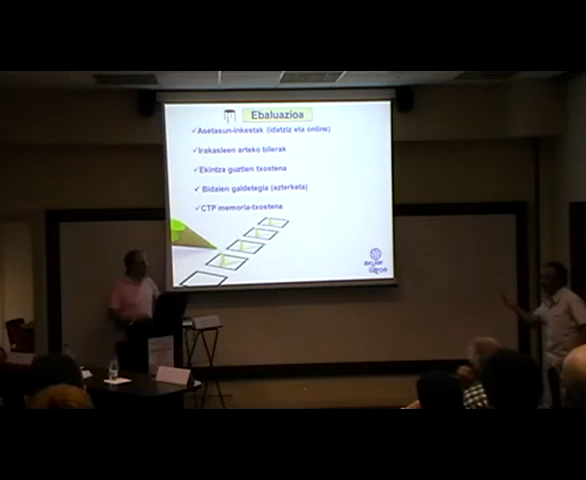 Ebaluazioa
✓Asetasun-inkestak (idatziz eta online)
✓Irakasleen arteko bilerak
✓Ekintza guztien txostena
✓ Bidaien galdetegia (azterketa)
✓CTP memoria-txostena